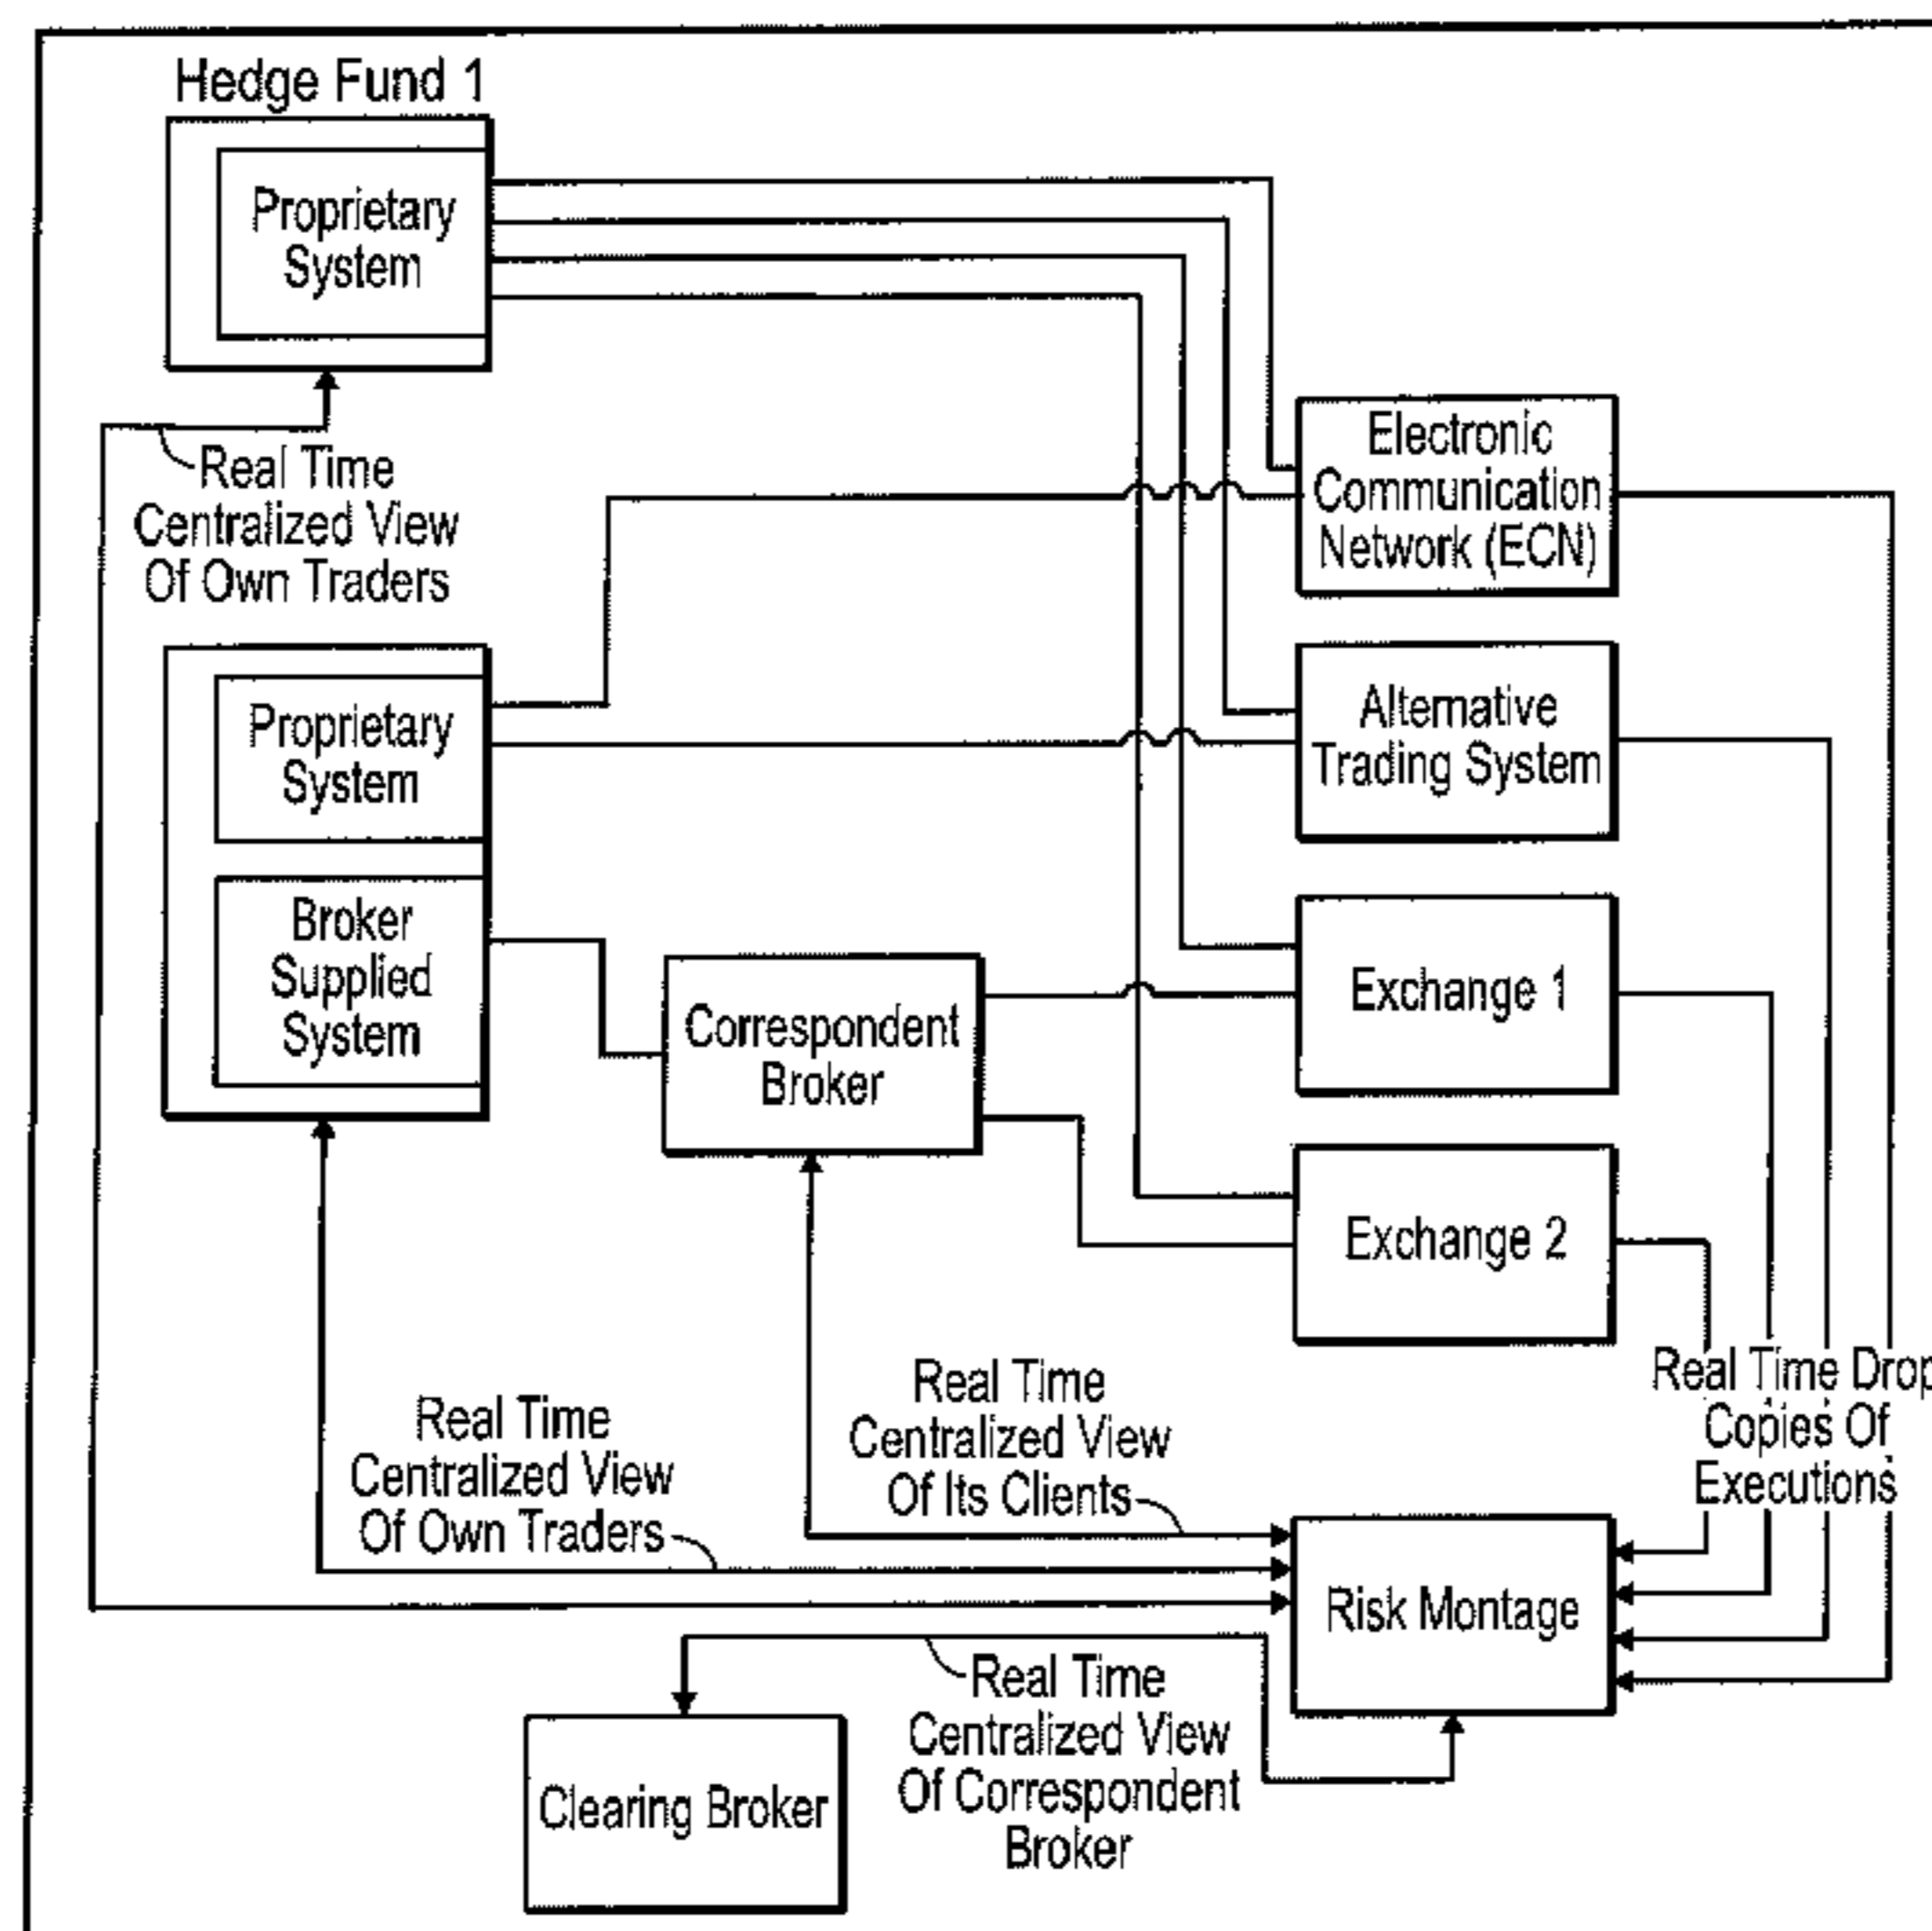 Hedge Fund 1
Proprietary
System
Real Time
Centralized View
Of Own Traders
Electronic
Communication
Network (ECN)
Proprietary
System
Alternative
Trading System
Broker
Supplied
System
Correspondent
Broker
Exchange 1
Exchange 2
Real Time Drop
Copies Of
Executions
Real Time
Centralized View
Of Its Clients
Real Time
Centralized View
Of Own Traders
Risk Montage
Real Time
Centralized View
Of Correspondent
Broker
Clearing Broker